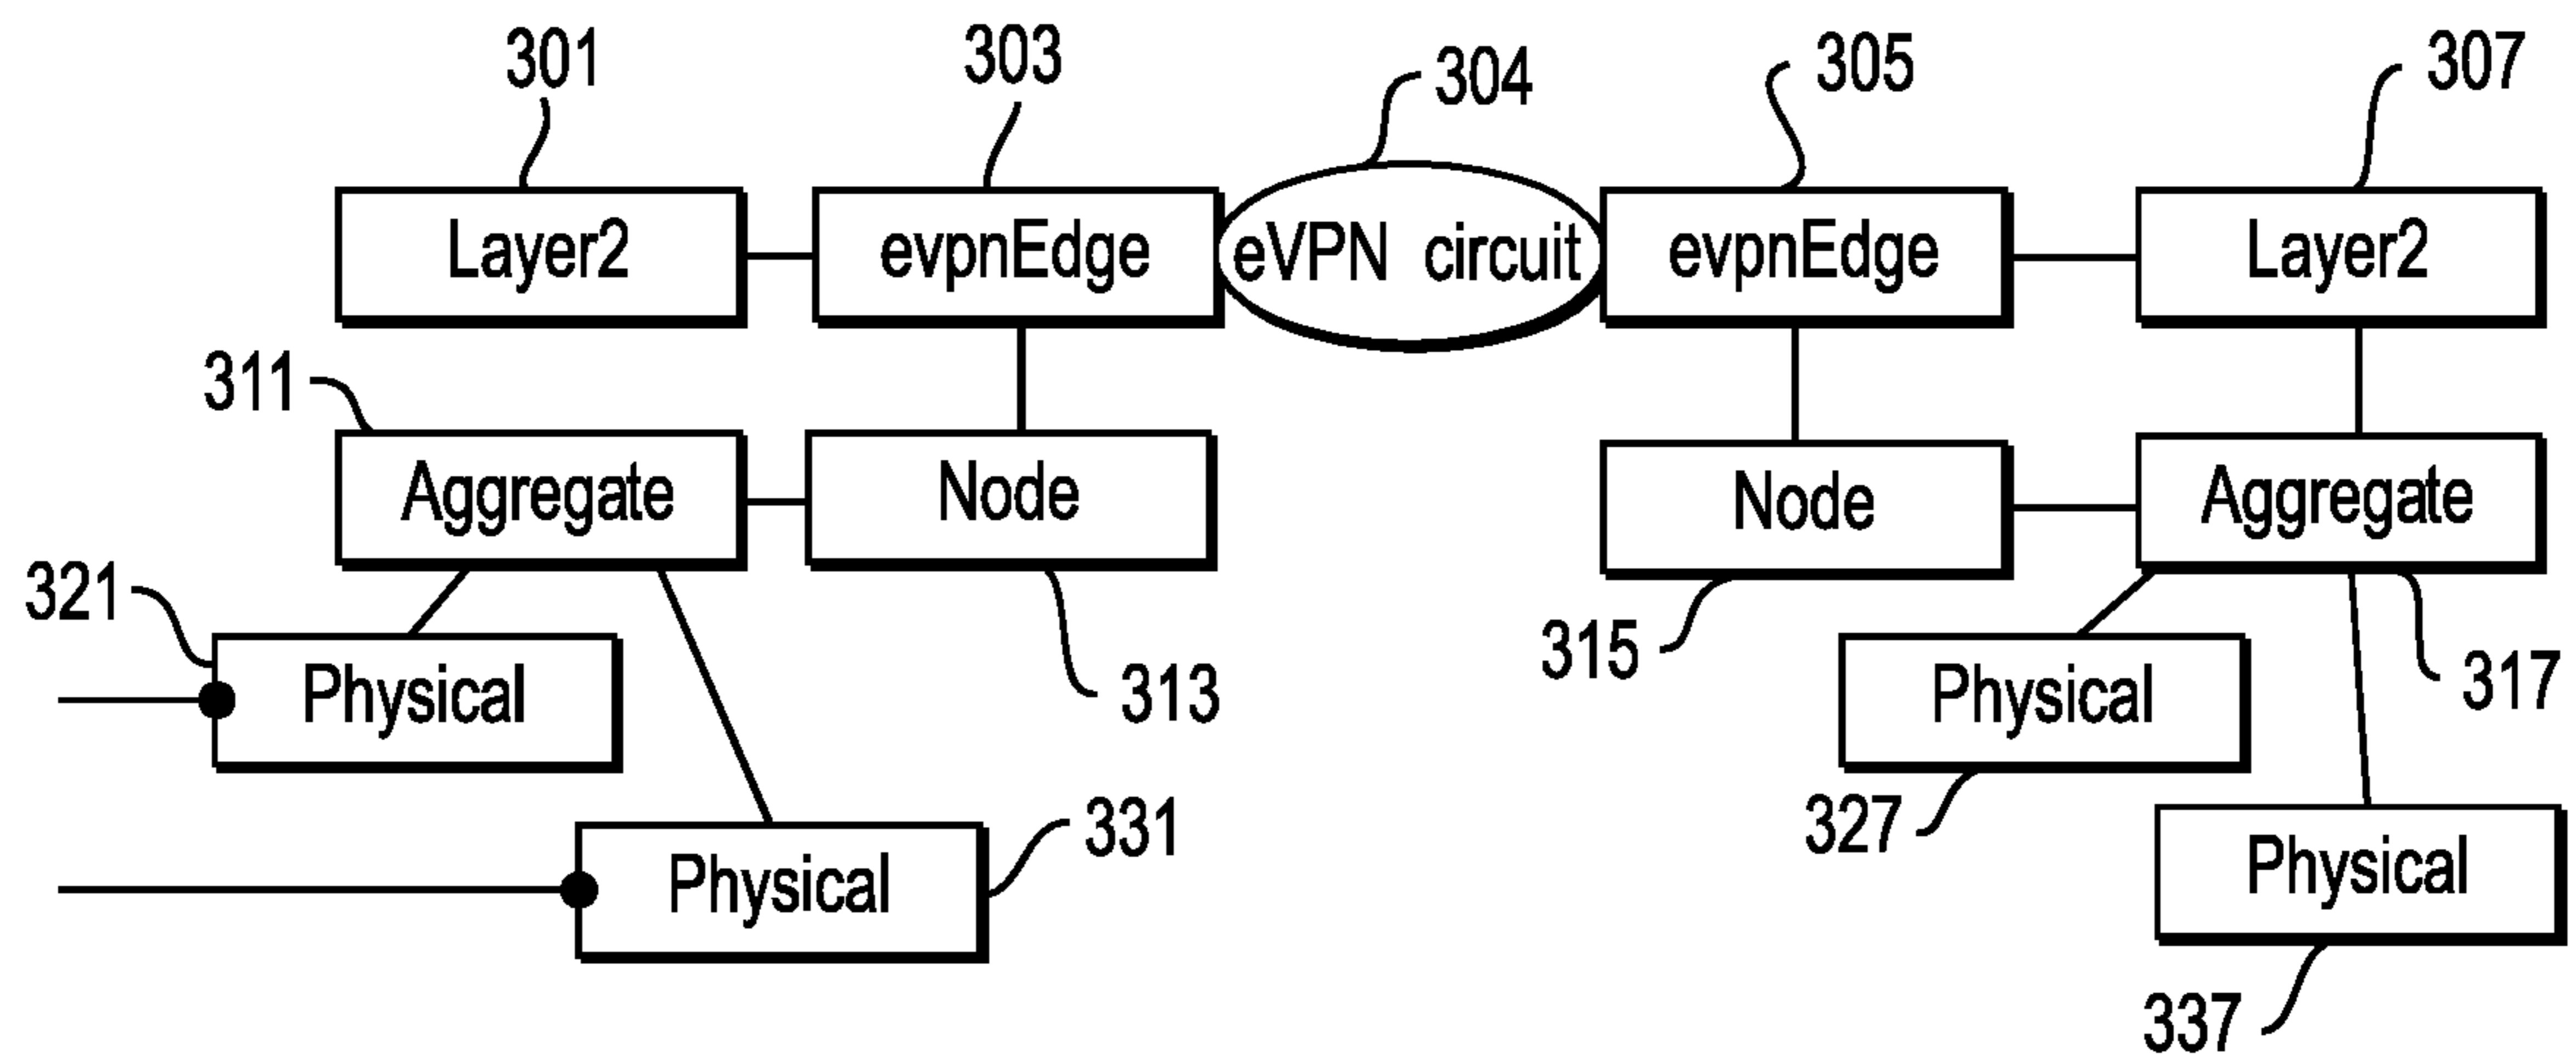 301
303
304
305
307
Layer2
evpnEdge
eVPN circuit
evpnEdge
Layer2
311
Aggregate
Node
Node
Aggregate
321
Physical
313
315
Physical
317
331
Physical
327
Physical
337